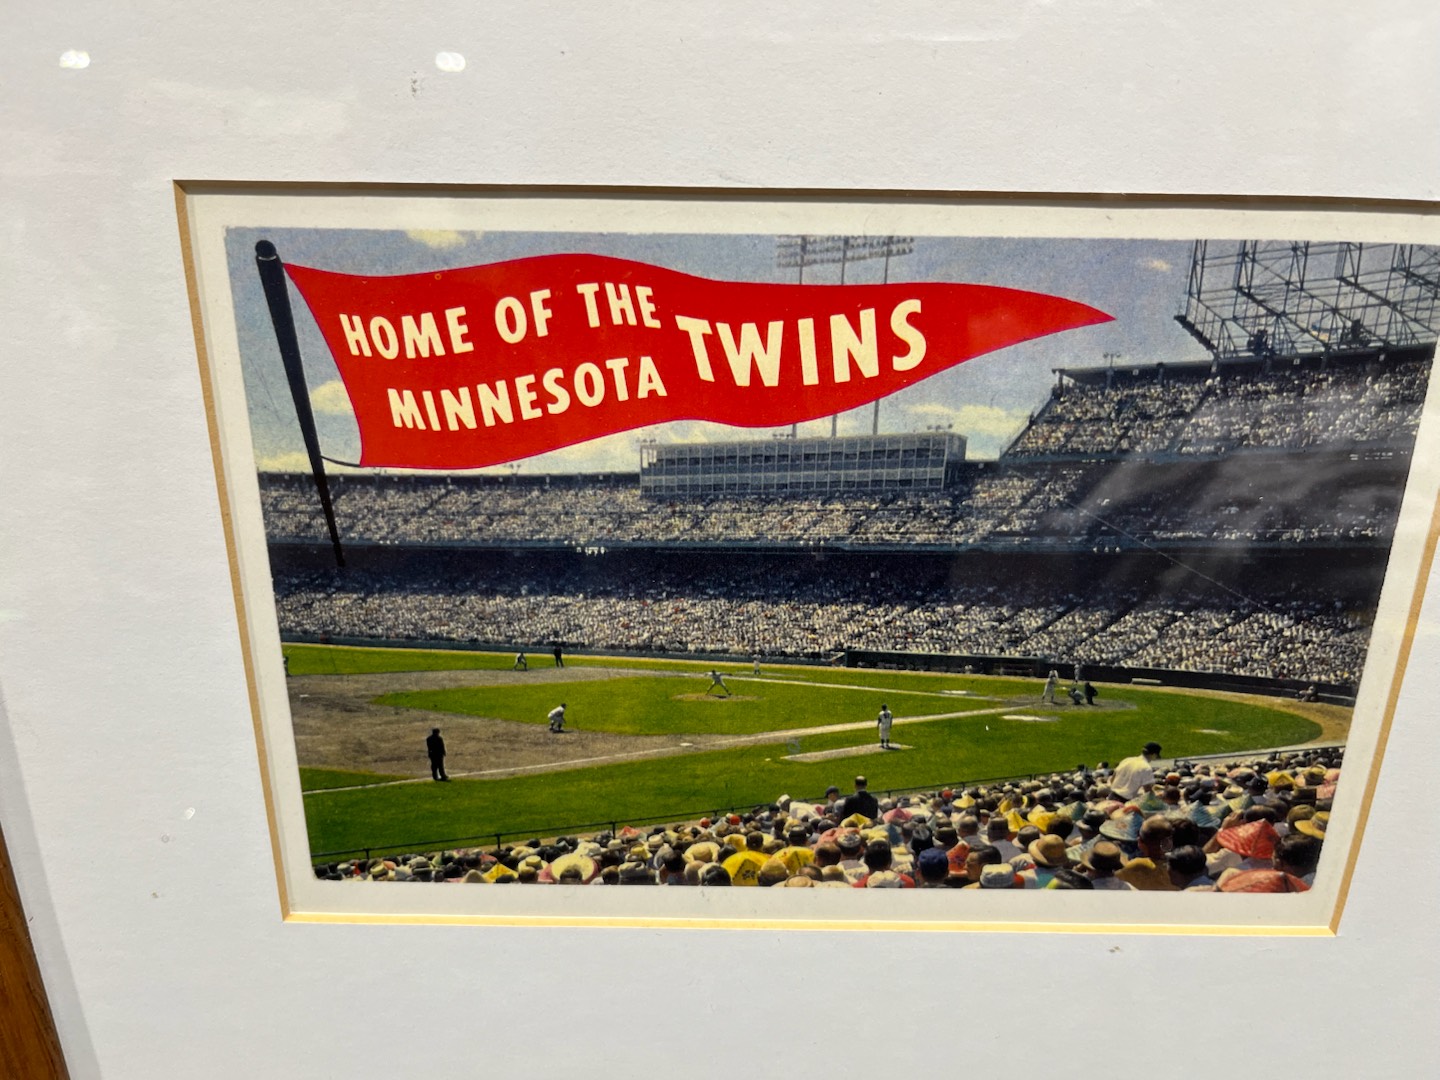 HOME OF THE
MINNESOTA TWINS